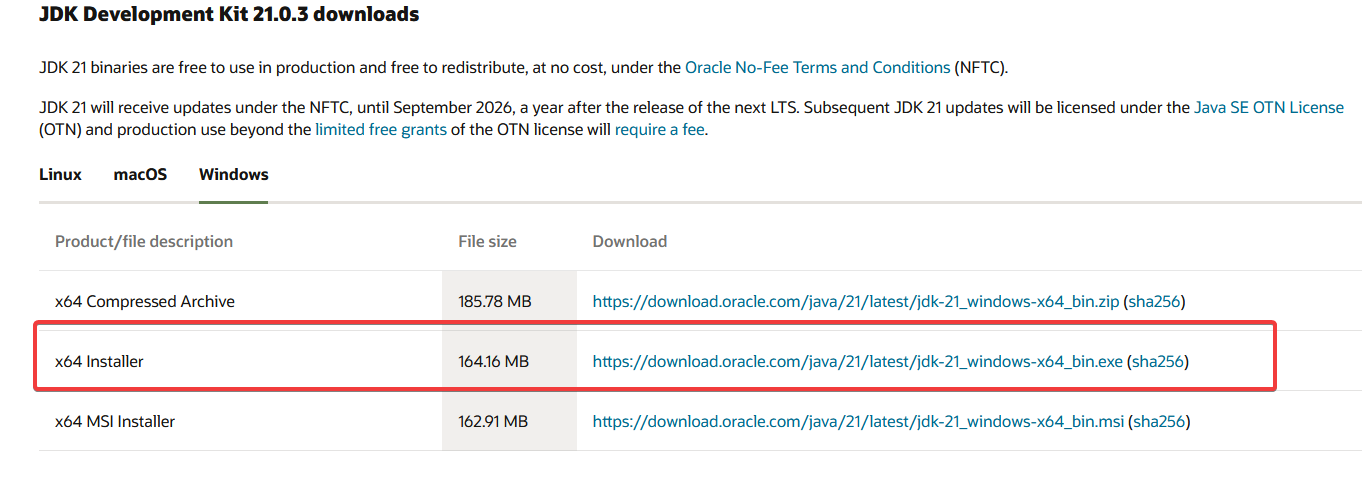 JDK Development Kit 21.0.3 downloads
JDK 21 binaries are free to use in production and free to redistribute, at no cost, under the Oracle No-Fee Terms and Conditions (NFTC).
JDK 21 will receive updates under the NFTC, until September 2026, a year after the release of the next LTS. Subsequent JDK 21 updates will be licensed under the Java SE OTN License
(OTN) and production use beyond the limited free grants of the OTN license will require a fee.
Linux macOS Windows
Product/file description File size Download
x64 Compressed Archive 185.78 MB https://download.oracle.com/java/21/latest/jdk-21_windows-x64_bin.zip (sha256)
x64 Installer 164.16 MB https://download.oracle.com/java/21/latest/jdk-21_windows-x64_bin.exe (sha256)
x64 MSI Installer 162.91 MB https://download.oracle.com/java/21/latest/jdk-21_windows-x64_bin.msi (sha256)